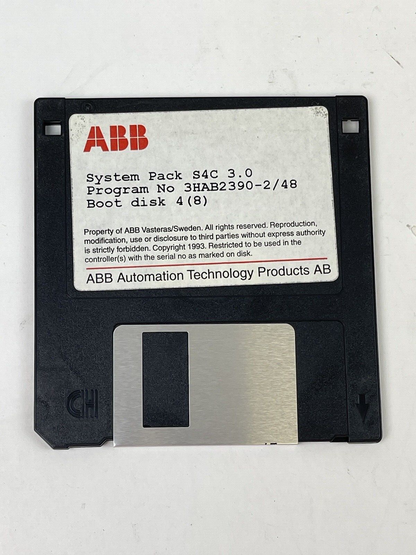 ABB
System Pack S4C 3.0
Program No 3HAB2390-2/48
Boot disk 4(8)
Property of ABB Vasteras/Sweden. All rights reserved. Reproduction,
modification, use or disclosure to third parties without express authority
is strictly forbidden. Copyright 1993. Restricted to be used in the
controller(s) with the serial no as marked on disk.
ABB Automation Technology Products AB